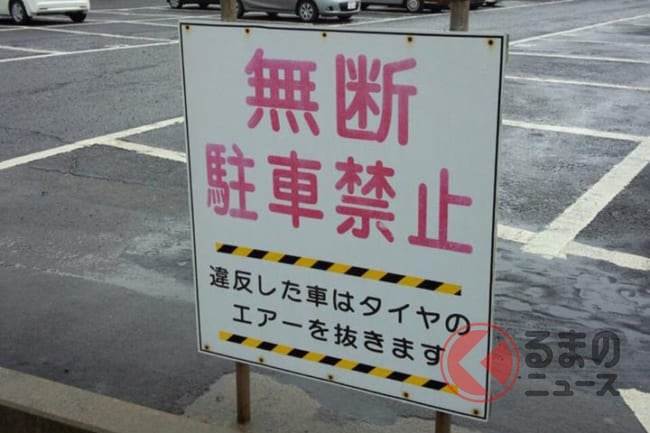 無断
駐車禁止
違反した車はタイヤの
エアーを抜きます
くるまの
ニュース